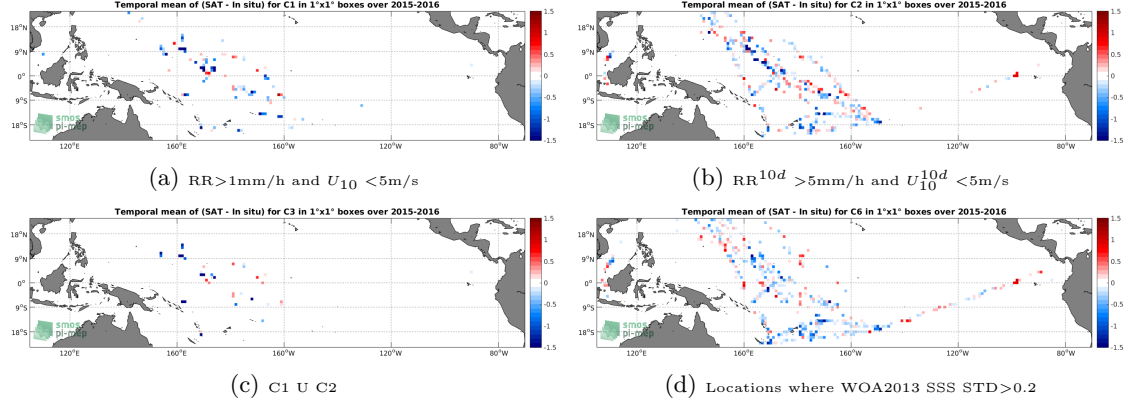 Temporal mean of (SAT - In situ) for C1 in 1°x1° boxes over 2015-2016
18°N
9°N
0°
9°S
18°S
120°E
160°E
160°W
120°W
80°W
1.5
1
0.5
0
-0.5
-1
-1.5
smos
pi-mep
(a) RR>1mm/h and U10 <5m/s
Temporal mean of (SAT - In situ) for C2 in 1°x1° boxes over 2015-2016
18°N
9°N
0°
9°S
18°S
120°E
160°E
160°W
120°W
80°W
1.5
1
0.5
0
-0.5
-1
-1.5
smos
pi-mep
(b) RR^10d >5mm/h and U10^10d <5m/s
Temporal mean of (SAT - In situ) for C3 in 1°x1° boxes over 2015-2016
18°N
9°N
0°
9°S
18°S
120°E
160°E
160°W
120°W
80°W
1.5
1
0.5
0
-0.5
-1
-1.5
smos
pi-mep
(c) C1 U C2
Temporal mean of (SAT - In situ) for C6 in 1°x1° boxes over 2015-2016
18°N
9°N
0°
9°S
18°S
120°E
160°E
160°W
120°W
80°W
1.5
1
0.5
0
-0.5
-1
-1.5
smos
pi-mep
(d) Locations where WOA2013 SSS STD>0.2